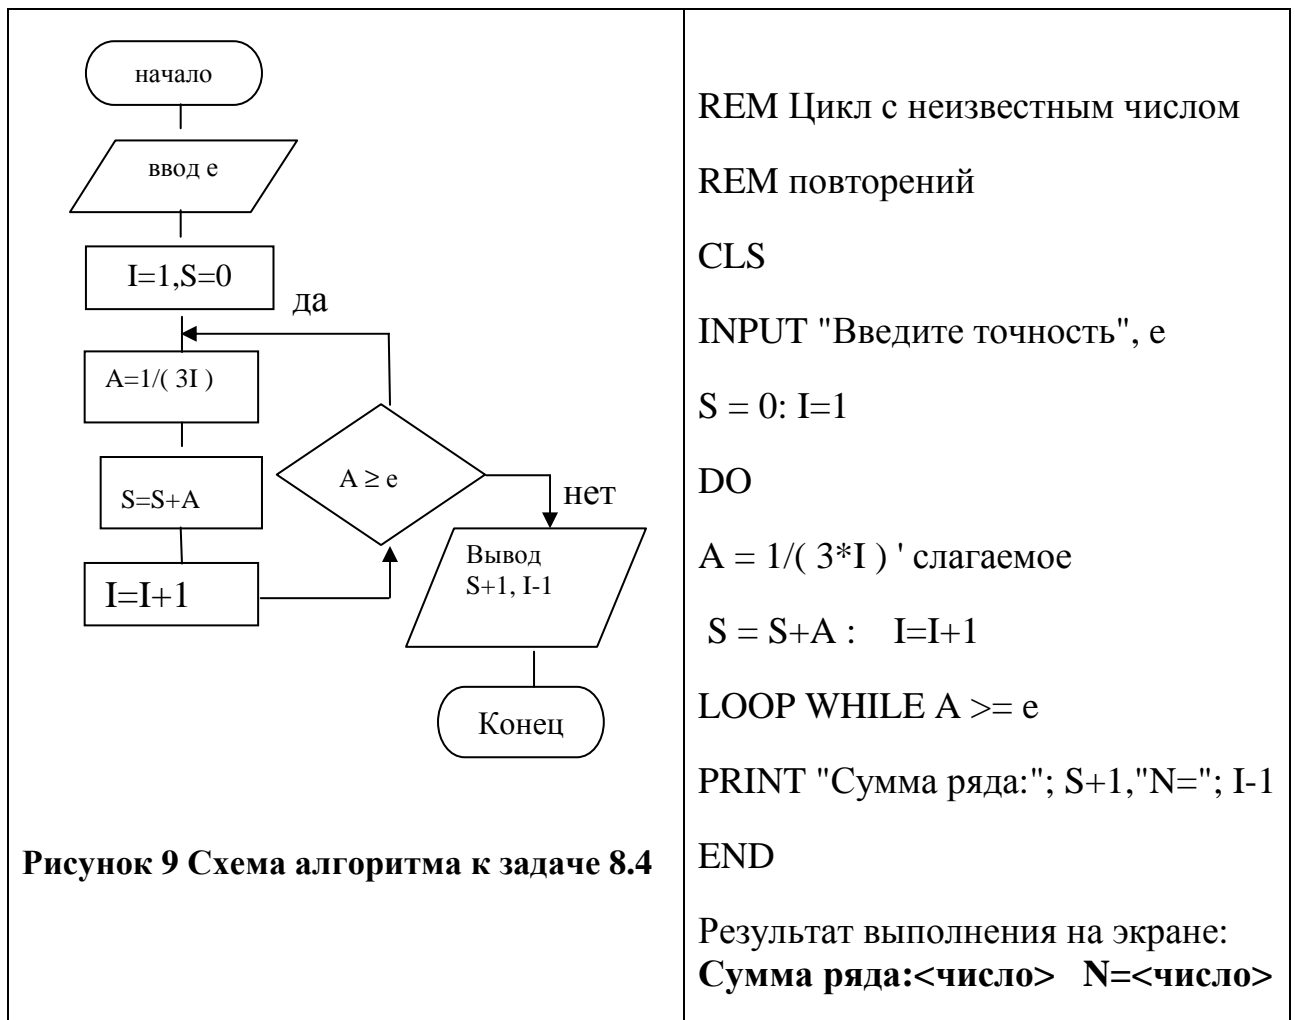 начало
ввод e
I=1,S=0
да
A=1/( 3I )
S=S+A
I=I+1
A ≥ e
нет
Вывод
S+1, I-1
Конец
Рисунок 9 Схема алгоритма к задаче 8.4
REM Цикл с неизвестным числом
REM повторений
CLS
INPUT "Введите точность", e
S = 0: I=1
DO
A = 1/( 3*I ) ' слагаемое
S = S+A : I=I+1
LOOP WHILE A >= e
PRINT "Сумма ряда:"; S+1,"N="; I-1
END
Результат выполнения на экране:
Сумма ряда:<число> N=<число>